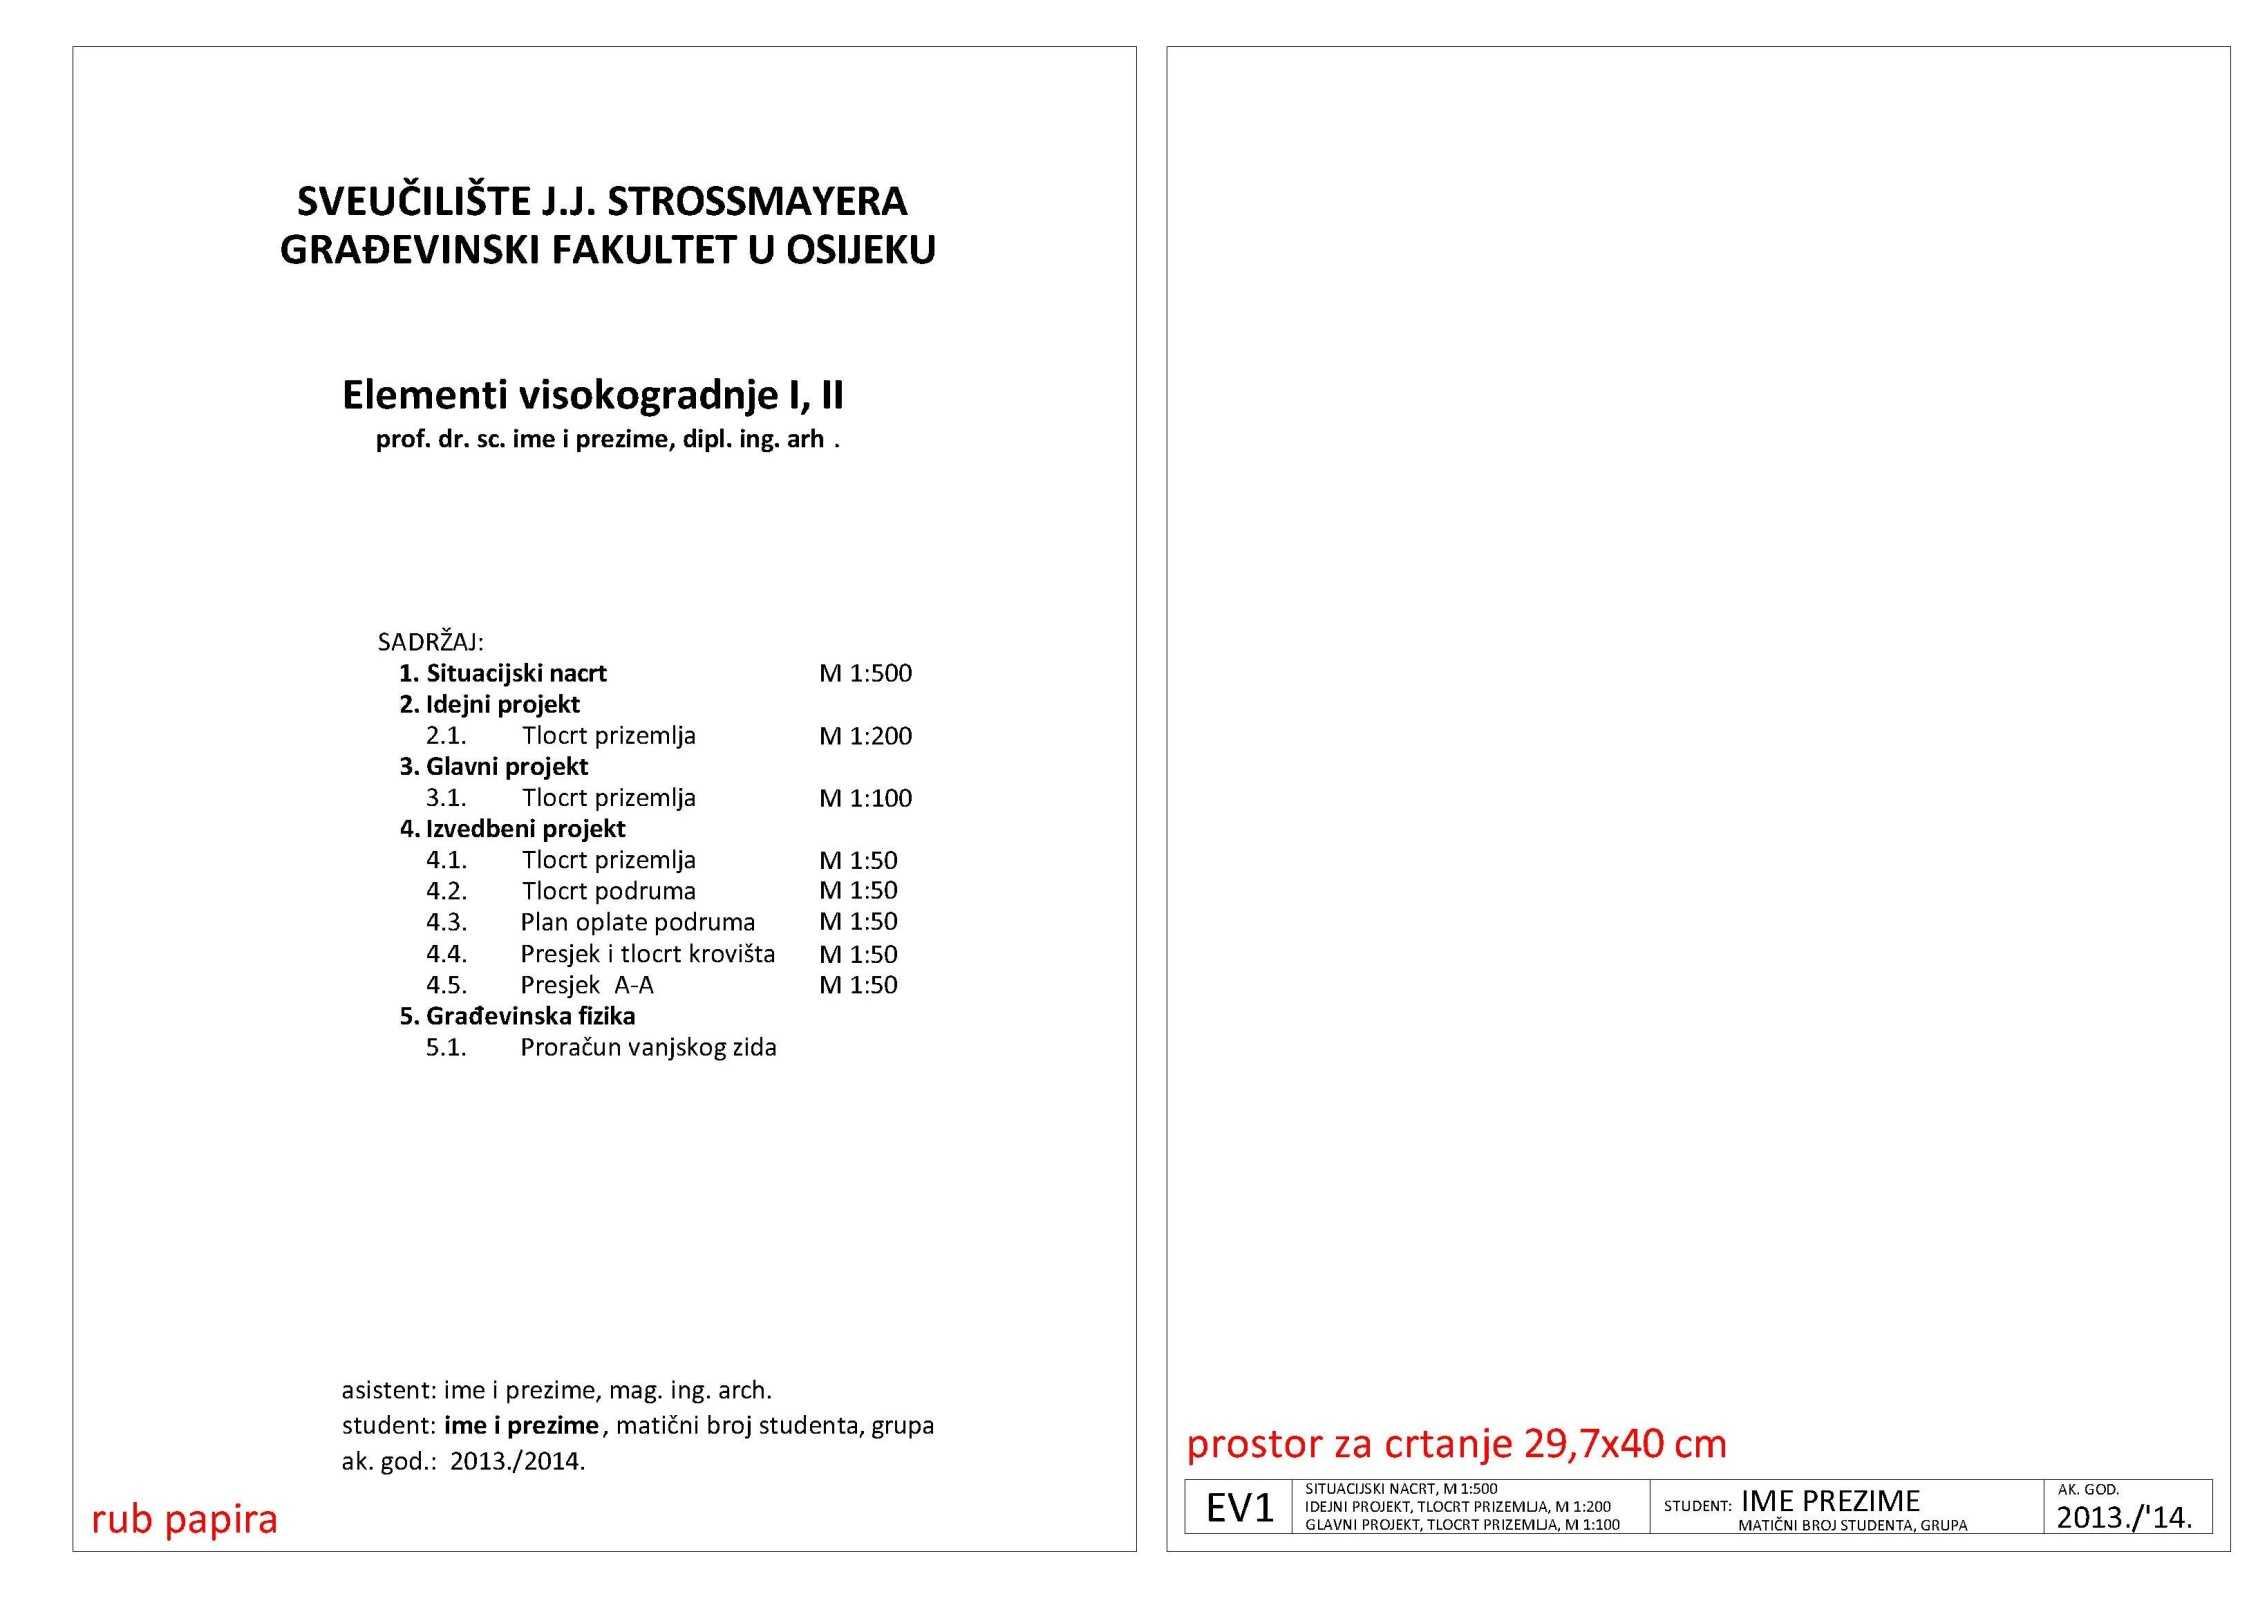 SVEUČILIŠTE J.J. STROSSMAYERA
GRAĐEVINSKI FAKULTET U OSIJEKU
Elementi visokogradnje I, II
prof. dr. sc. ime i prezime, dipl. ing. arh .
SADRŽAJ:
1. Situacijski nacrt M 1:500
2. Idejni projekt
2.1. Tlocrt prizemlja M 1:200
3. Glavni projekt
3.1. Tlocrt prizemlja M 1:100
4. Izvedbeni projekt
4.1. Tlocrt prizemlja M 1:50
4.2. Tlocrt podruma M 1:50
4.3. Plan oplate podruma M 1:50
4.4. Presjek i tlocrt krovišta M 1:50
4.5. Presjek A-A M 1:50
5. Građevinska fizika
5.1. Proračun vanjskog zida
asistent: ime i prezime, mag. ing. arch.
student: ime i prezime, matični broj studenta, grupa
ak. god.: 2013./2014.
rub papira
prostor za crtanje 29,7x40 cm
EV1
SITUACIJSKI NACRT, M 1:500
IDEJNI PROJEKT, TLOCRT PRIZEMLJA, M 1:200
GLAVNI PROJEKT, TLOCRT PRIZEMLJA, M 1:100
STUDENT: IME PREZIME
MATIČNI BROJ STUDENTA, GRUPA
AK. GOD.
2013./'14.